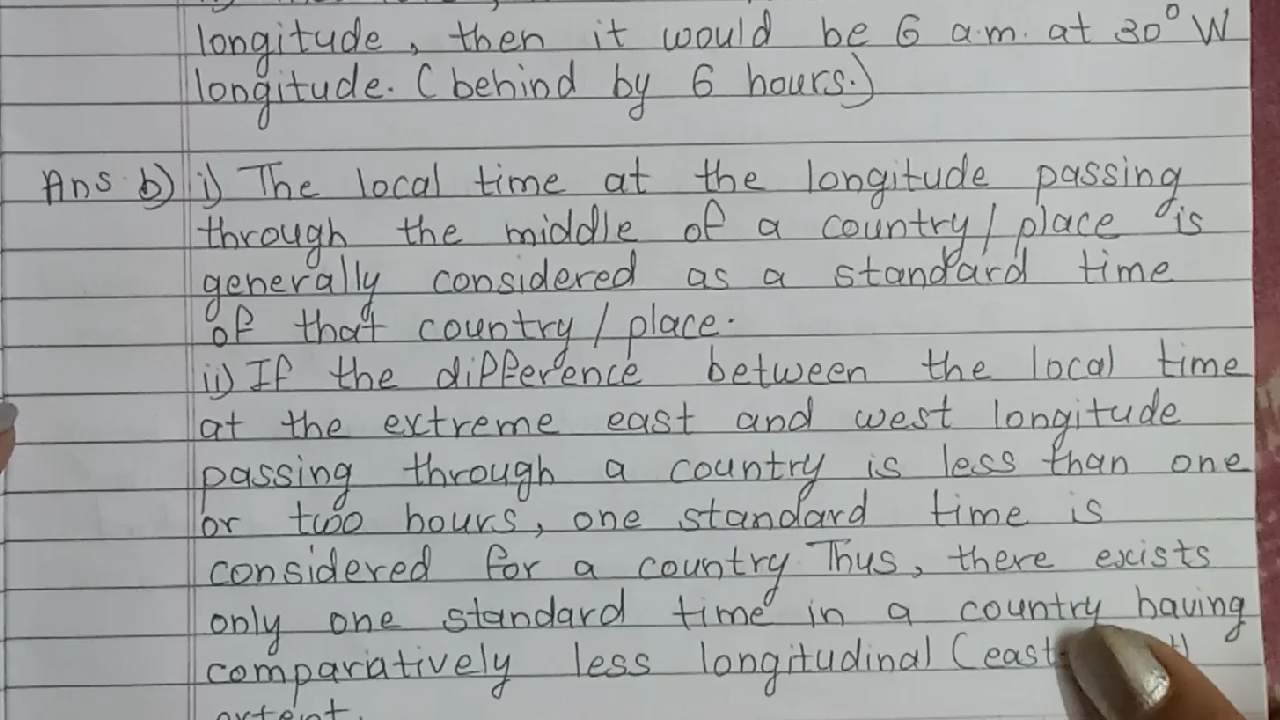 longitude, then it would be 6 a.m. at 30° W
longitude. (behind by 6 hours.)
Ans b) i) The local time at the longitude passing
through the middle of a country/place is
generally considered as a standard time
of that country/place.
ii) If the difference between the local time
at the extreme east and west longitude
passing through a country is less than one
or two hours, one standard time is
considered for a country. Thus, there exists
only one standard time in a country having
comparatively less longitudinal (east
extent.